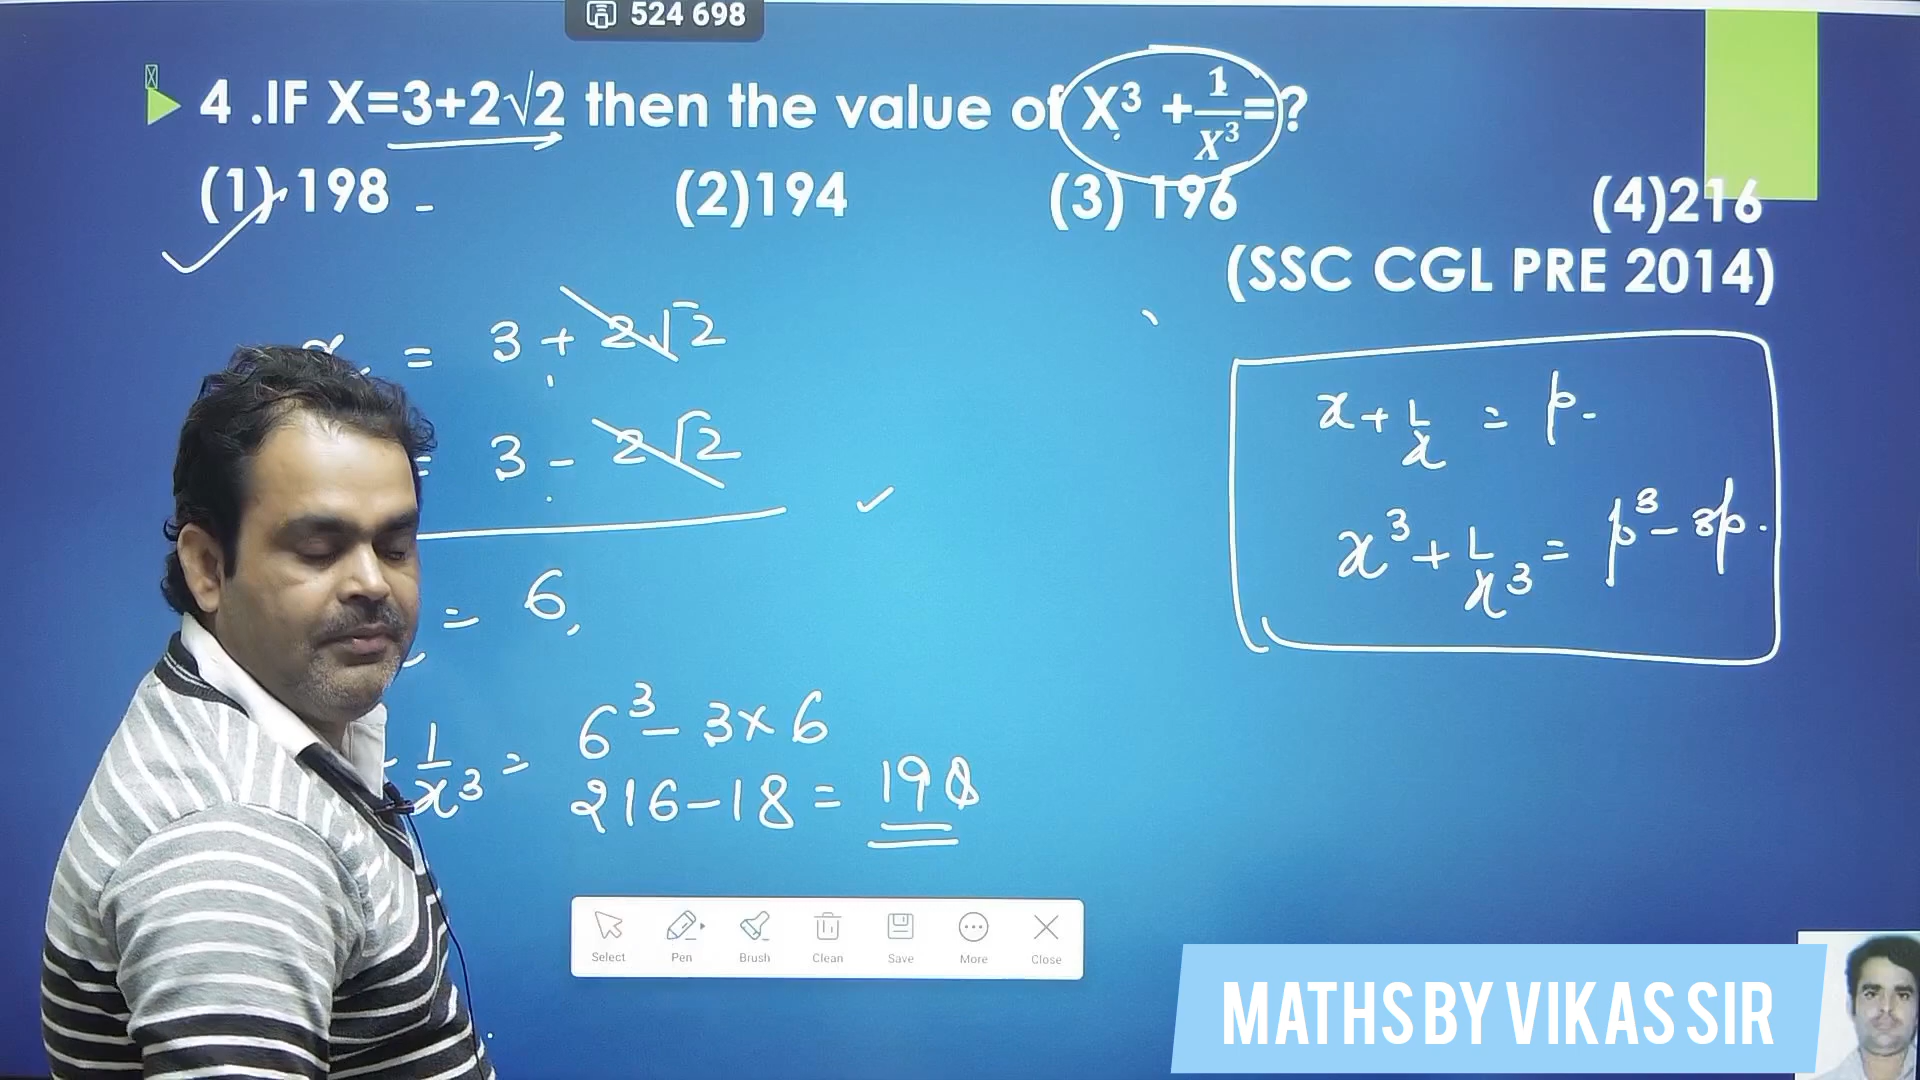 524 698
4 .IF X=3+2√2 then the value of X³ + 1/X³ =?
(1) 198 (2)194 (3) 196 (4)216
(SSC CGL PRE 2014)
x = 3 + 2√2
= 3 - 2√2
= 6,
1/x³ = 6³ - 3×6
216-18 = 198
x + 1/x = p.
x³ + 1/x³ = p³ - 3p.
Select Pen Brush Clean Save More Close
MATHS BY VIKAS SIR